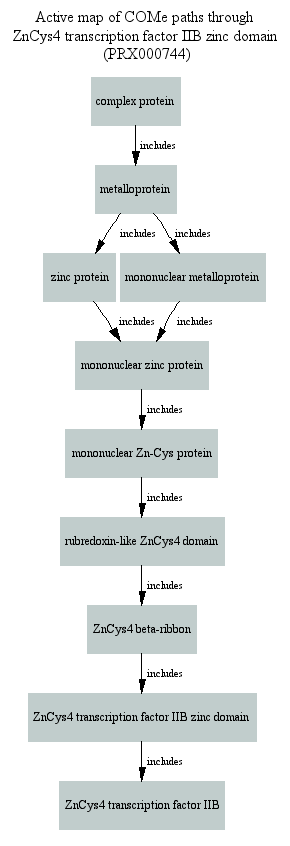 Active map of COMe paths through
ZnCys4 transcription factor IIB zinc domain
(PRX000744)
complex protein
includes
metalloprotein
includes
includes
zinc protein
mononuclear metalloprotein
includes
includes
mononuclear zinc protein
includes
mononuclear Zn-Cys protein
includes
rubredoxin-like ZnCys4 domain
includes
ZnCys4 beta-ribbon
includes
ZnCys4 transcription factor IIB zinc domain
includes
ZnCys4 transcription factor IIB